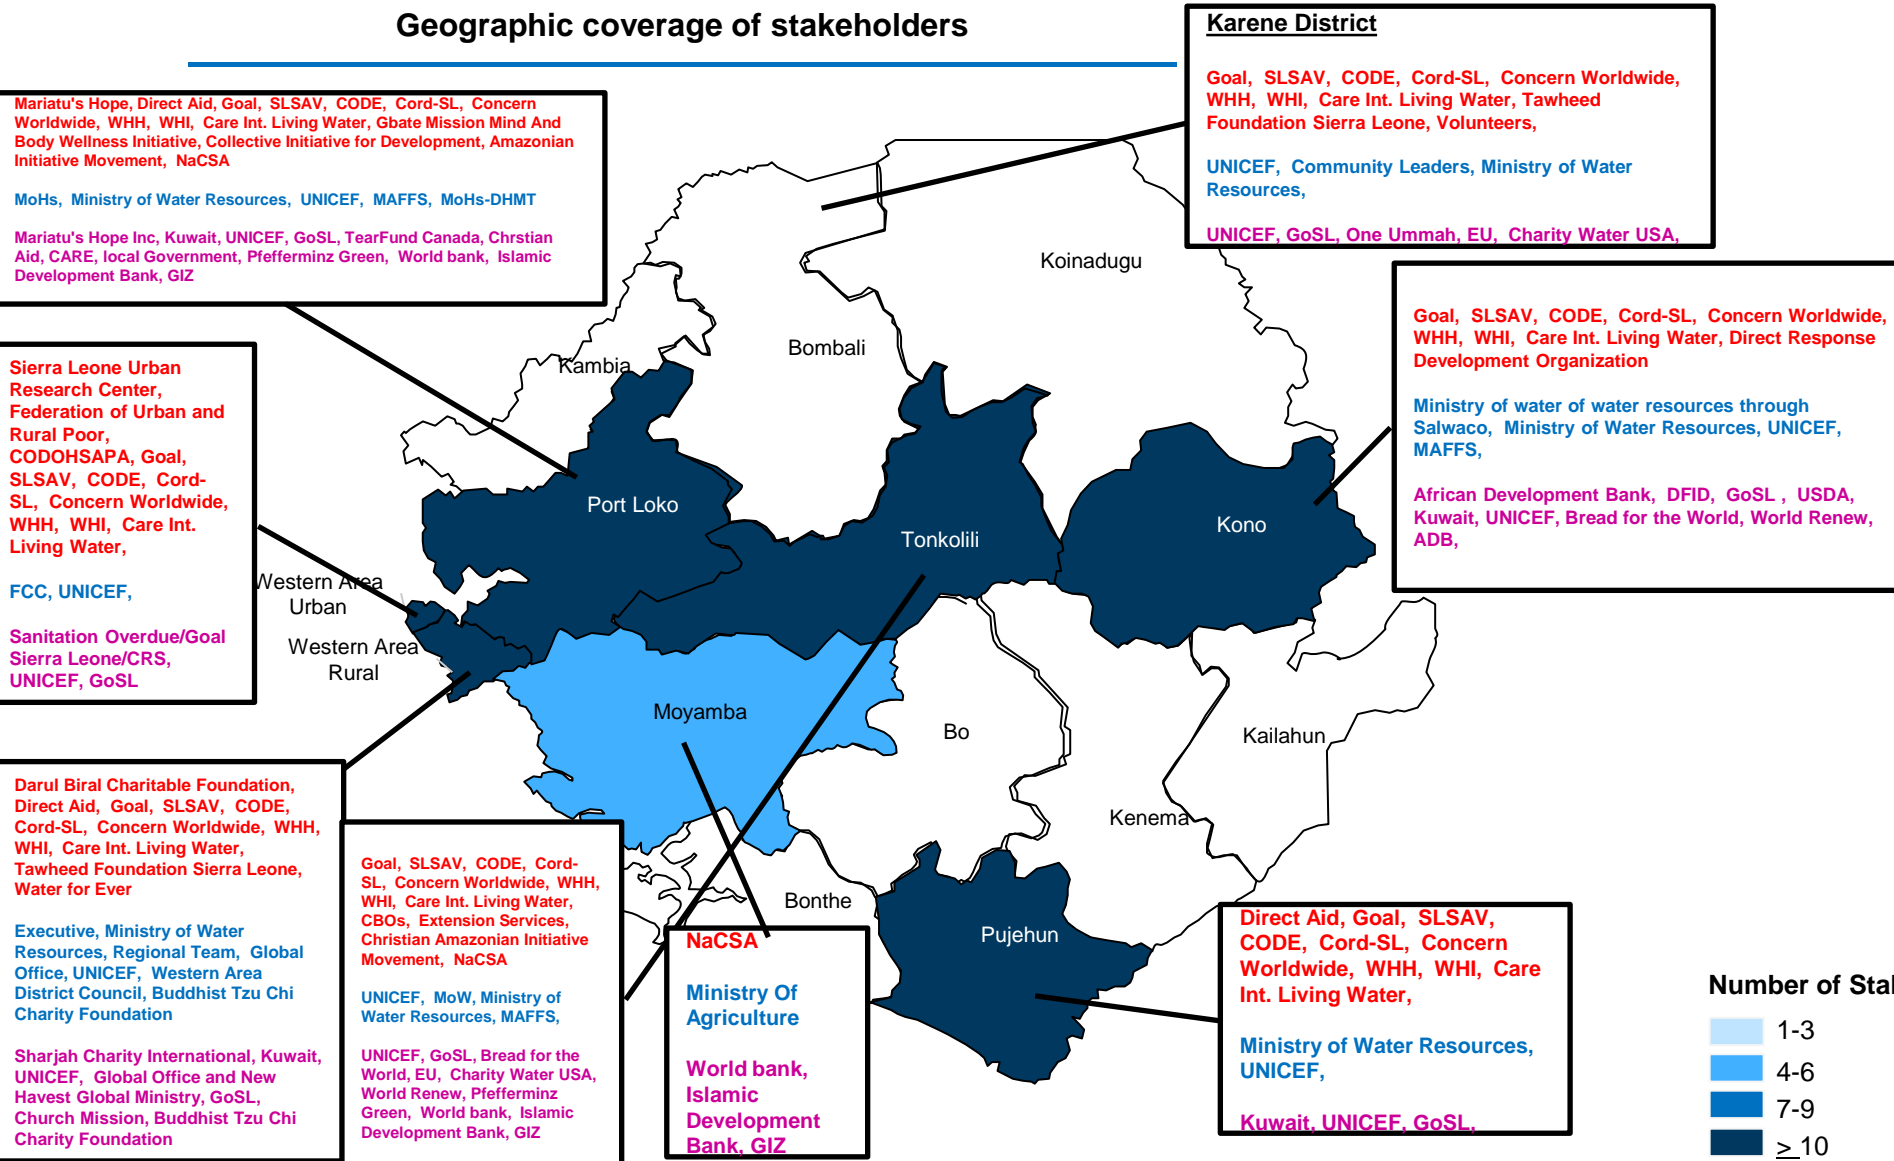 Geographic coverage of stakeholders
Karene District
Goal, SLSAV, CODE, Cord-SL, Concern Worldwide,
WHH, WHI, Care Int. Living Water, Tawheed
Foundation Sierra Leone, Volunteers,
UNICEF, Community Leaders, Ministry of Water
Resources,
UNICEF, GoSL, One Ummah, EU, Charity Water USA,
Mariatu's Hope, Direct Aid, Goal, SLSAV, CODE, Cord-SL, Concern
Worldwide, WHH, WHI, Care Int. Living Water, Gbate Mission Mind And
Body Wellness Initiative, Collective Initiative for Development, Amazonian
Initiative Movement, NaCSA
MoHs, Ministry of Water Resources, UNICEF, MAFFS, MoHs-DHMT
Mariatu's Hope Inc, Kuwait, UNICEF, GoSL, TearFund Canada, Chrstian
Aid, CARE, local Government, Pfefferminz Green, World bank, Islamic
Development Bank, GIZ
Goal, SLSAV, CODE, Cord-SL, Concern Worldwide,
WHH, WHI, Care Int. Living Water, Direct Response
Development Organization
Ministry of water of water resources through
Salwaco, Ministry of Water Resources, UNICEF,
MAFFS,
African Development Bank, DFID, GoSL , USDA,
Kuwait, UNICEF, Bread for the World, World Renew,
ADB,
Sierra Leone Urban
Research Center,
Federation of Urban and
Rural Poor,
CODOHSAPA, Goal,
SLSAV, CODE, Cord-
SL, Concern Worldwide,
WHH, WHI, Care Int.
Living Water,
FCC, UNICEF,
Sanitation Overdue/Goal
Sierra Leone/CRS,
UNICEF, GoSL
Koinadugu
Bombali
Kambia
Port Loko
Tonkolili
Kono
Western Area
Urban
Western Area
Rural
Moyamba
Bo
Kailahun
Kenema
Bonthe
Pujehun
Darul Biral Charitable Foundation,
Direct Aid, Goal, SLSAV, CODE,
Cord-SL, Concern Worldwide, WHH,
WHI, Care Int. Living Water,
Tawheed Foundation Sierra Leone,
Water for Ever
Executive, Ministry of Water
Resources, Regional Team, Global
Office, UNICEF, Western Area
District Council, Buddhist Tzu Chi
Charity Foundation
Sharjah Charity International, Kuwait,
UNICEF, Global Office and New
Havest Global Ministry, GoSL,
Church Mission, Buddhist Tzu Chi
Charity Foundation
Goal, SLSAV, CODE, Cord-
SL, Concern Worldwide, WHH,
WHI, Care Int. Living Water,
CBOs, Extension Services,
Christian Amazonian Initiative
Movement, NaCSA
UNICEF, MoW, Ministry of
Water Resources, MAFFS,
UNICEF, GoSL, Bread for the
World, EU, Charity Water USA,
World Renew, Pfefferminz
Green, World bank, Islamic
Development Bank, GIZ
NaCSA
Ministry Of
Agriculture
World bank,
Islamic
Development
Bank, GIZ
Direct Aid, Goal, SLSAV,
CODE, Cord-SL, Concern
Worldwide, WHH, WHI, Care
Int. Living Water,
Ministry of Water Resources,
UNICEF,
Kuwait, UNICEF, GoSL,
Number of Stak
1-3
4-6
7-9
≥ 10